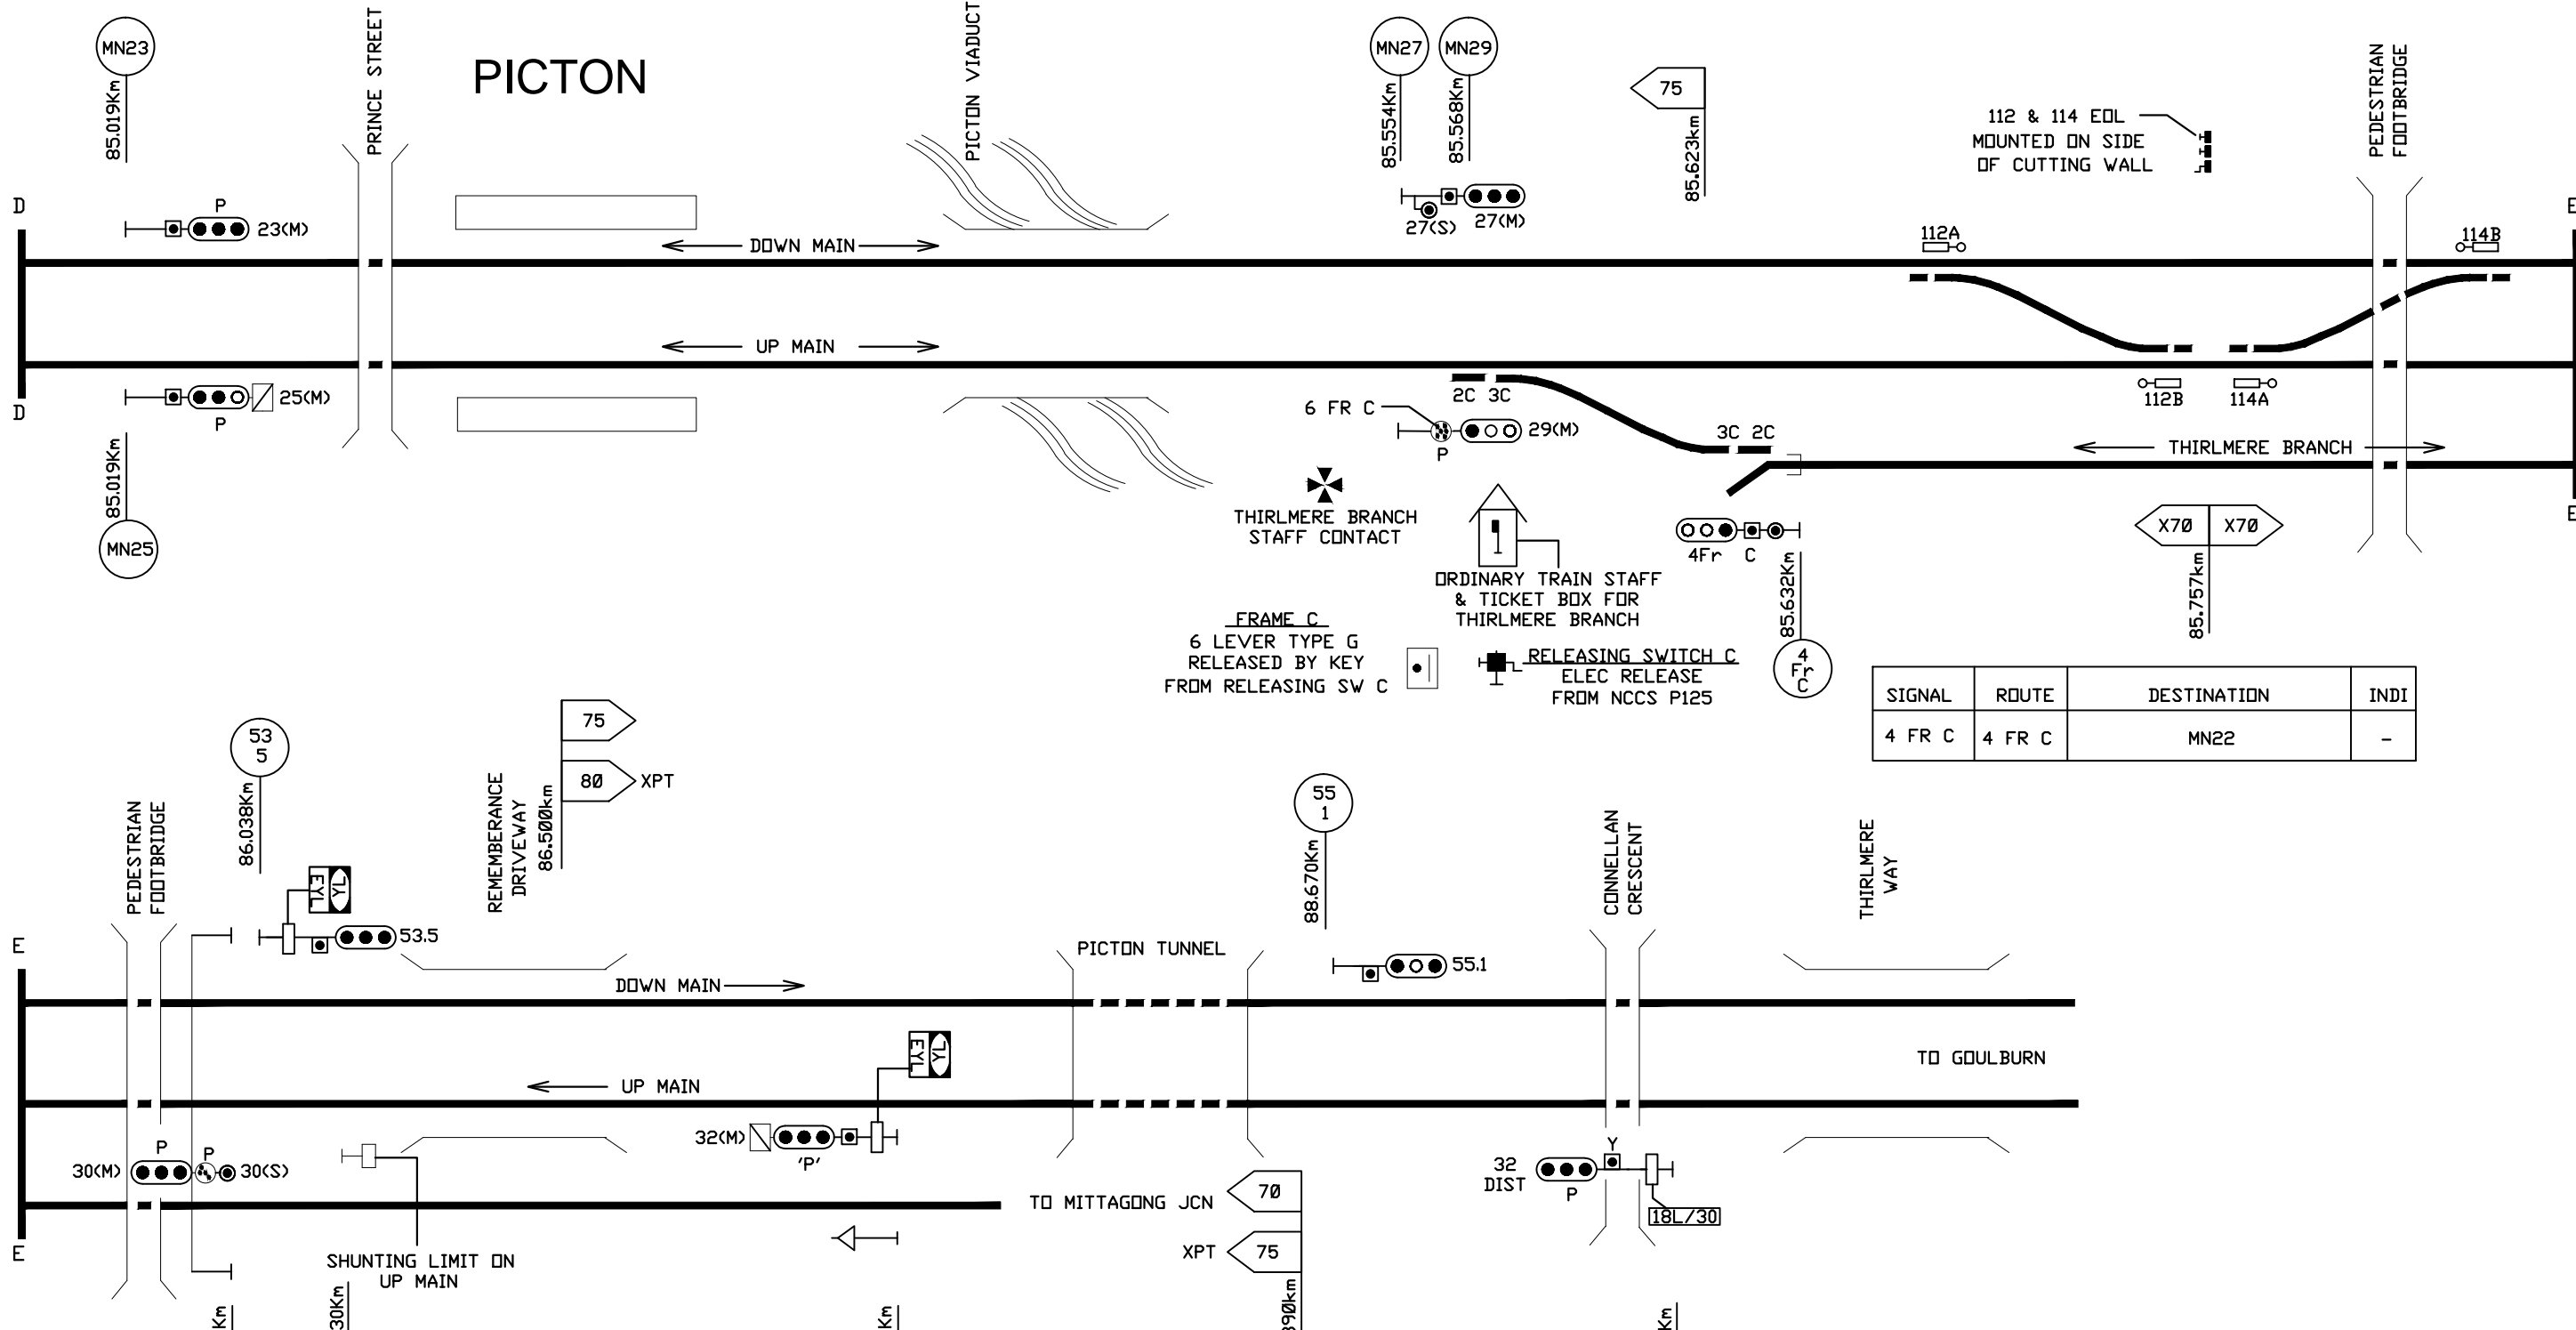 MN23
85.019Km
PRINCE STREET
PICTON
PICTON VIADUCT
MN27
MN29
85.554Km
85.568Km
75
85.623km
112 & 114 EOL
MOUNTED ON SIDE
OF CUTTING WALL
PEDESTRIAN
FOOTBRIDGE
D
P
23(M)
DOWN MAIN
27(S)
27(M)
112A
114B
E
UP MAIN
D
25(M)
P
85.019Km
MN25
6 FR C
2C 3C
29(M)
P
3C 2C
112B
114A
THIRLMERE BRANCH
THIRLMERE BRANCH
STAFF CONTACT
4Fr C
X70
X70
E
ORDINARY TRAIN STAFF
& TICKET BOX FOR
THIRLMERE BRANCH
85.632Km
4
Fr
C
85.757km
FRAME C
6 LEVER TYPE G
RELEASED BY KEY
FROM RELEASING SW C
RELEASING SWITCH C
ELEC RELEASE
FROM NCCS P125
SIGNAL ROUTE DESTINATION INDI
4 FR C 4 FR C MN22 -
53
5
86.038Km
PEDESTRIAN
FOOTBRIDGE
EYL
YL
53.5
REMEMBERANCE
DRIVEWAY
86.500km
75
80
XPT
55
1
88.670Km
CONNELLAN
CRESCENT
THIRLMERE
WAY
E
DOWN MAIN
PICTON TUNNEL
55.1
UP MAIN
EYL
YL
TO GOULBURN
P
P
30(M)
30(S)
32(M)
'P'
Y
32
DIST
P
18L/30
TO MITTAGONG JCN
70
XPT
75
E
SHUNTING LIMIT ON
UP MAIN
Km
30Km
Km
90km
Km